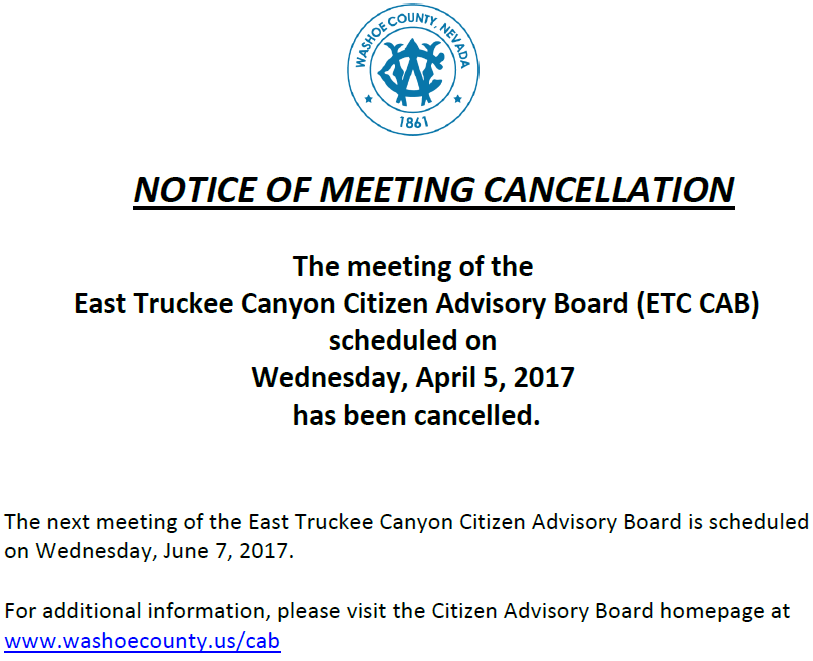 WASHOE COUNTY, NEVADA
1861
NOTICE OF MEETING CANCELLATION
The meeting of the
East Truckee Canyon Citizen Advisory Board (ETC CAB)
scheduled on
Wednesday, April 5, 2017
has been cancelled.
The next meeting of the East Truckee Canyon Citizen Advisory Board is scheduled
on Wednesday, June 7, 2017.
For additional information, please visit the Citizen Advisory Board homepage at
www.washoecounty.us/cab